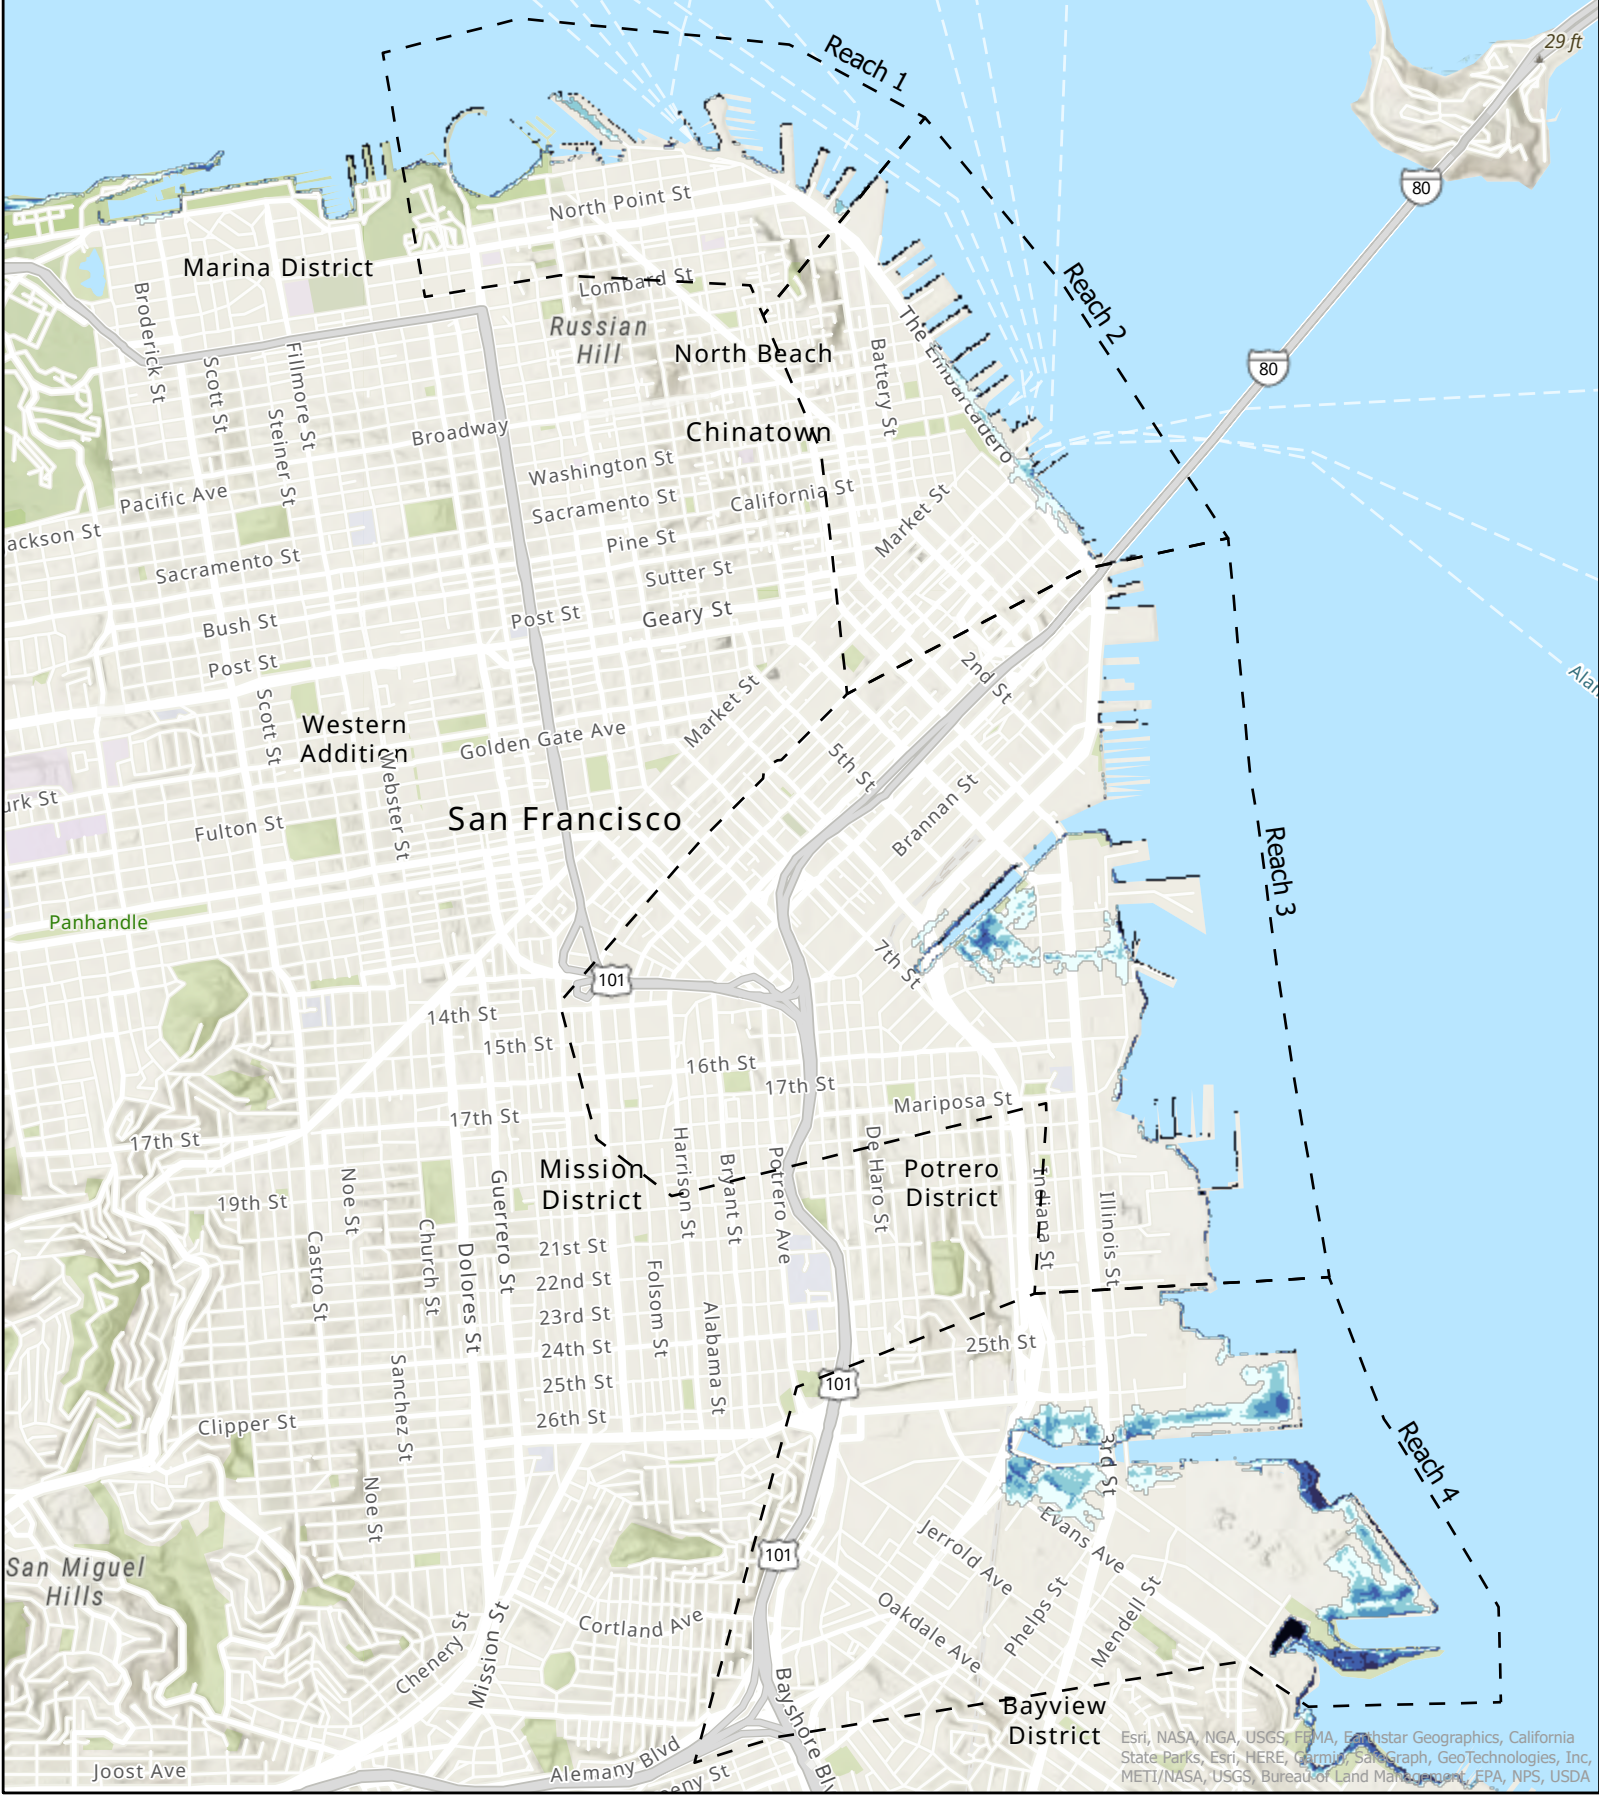 Reach 1
29 ft
80
North Point St
Marina District
Lombard St
Reach 2
Broderick St
Russian
Hill
North Beach
The Embarcadero
Battery St
80
Scott St
Fillmore St
Steiner St
Broadway
Chinatown
Washington St
Pacific Ave
Sacramento St
California St
Market St
ackson St
Pine St
Sacramento St
Sutter St
Bush St
Post St
Geary St
Post St
2nd St
Alan
Scott St
Western
Addition
Market St
Golden Gate Ave
5th St
Webster St
urk St
Fulton St
San Francisco
Brannan St
Reach 3
Panhandle
7th St
101
14th St
15th St
16th St
17th St
17th St
Mariposa St
17th St
Mission
District
Harrison St
Bryant St
Potrero Ave
De Haro St
Potrero
District
Indiana St
Illinois St
19th St
Noe St
Castro St
Church St
Guerrero St
Dolores St
21st St
22nd St
23rd St
24th St
25th St
26th St
Folsom St
Alabama St
25th St
101
Clipper St
Sanchez St
Noe St
3rd St
Reach 4
Evans Ave
Jerrold Ave
101
San Miguel
Hills
Oakdale Ave
Phelps St
Mendell St
Cortland Ave
Chenery St
Mission St
Bayshore Blv
Bayview
District
Joost Ave
Alemany Blvd
eny St
Esri, NASA, NGA, USGS, FEMA, Earthstar Geographics, California
State Parks, Esri, HERE, Garmin, SafeGraph, GeoTechnologies, Inc,
METI/NASA, USGS, Bureau of Land Management, EPA, NPS, USDA